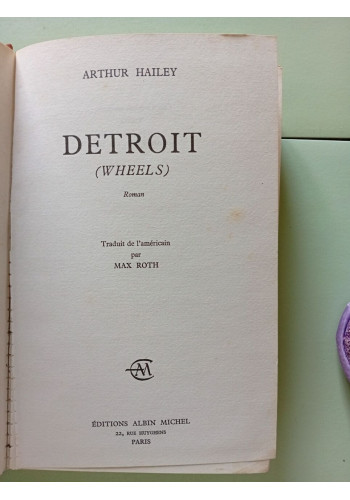 ARTHUR HAILEY
DETROIT
(WHEELS)
Roman
Traduit de l'américain
par
MAX ROTH
ÉDITIONS ALBIN MICHEL
22, RUE HUYGHENS
PARIS